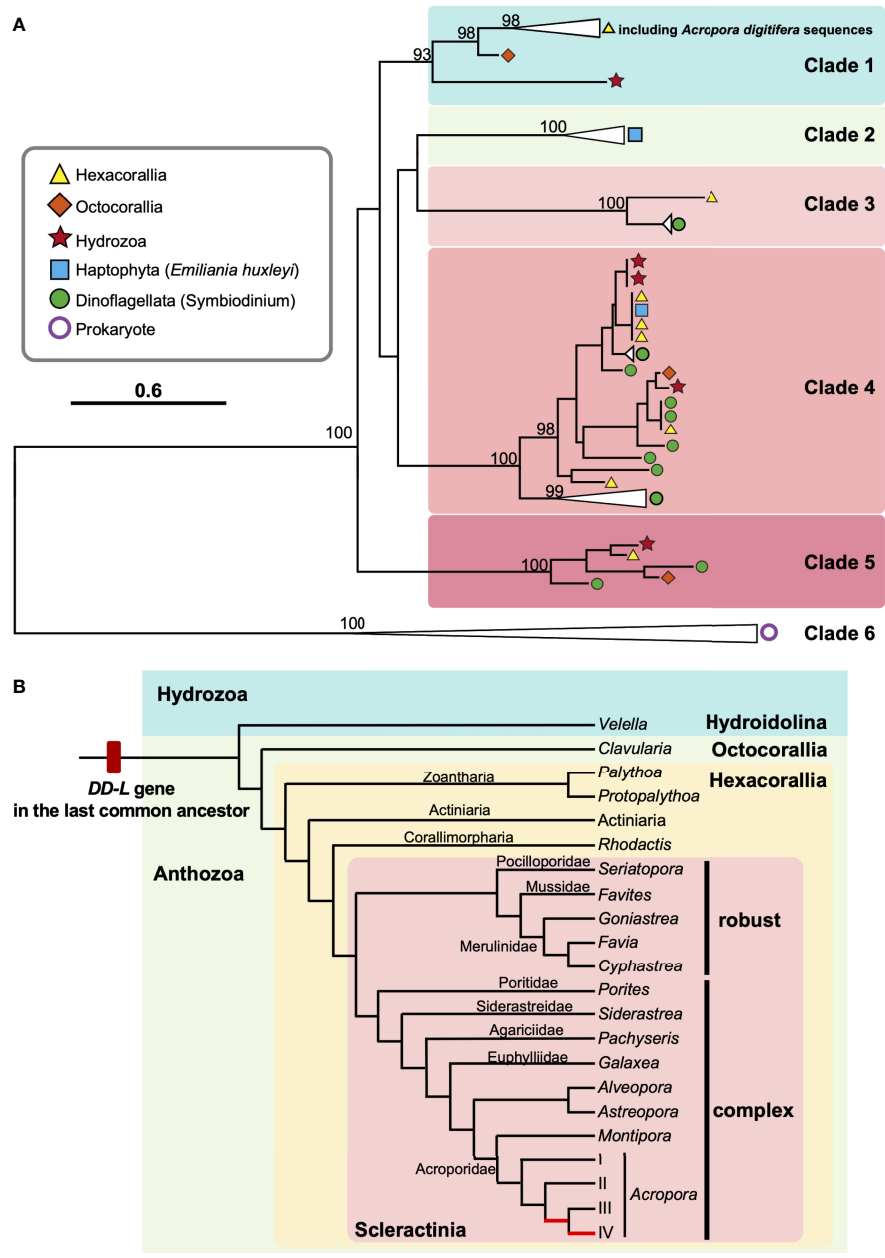 A
98
98
including Acropora digitifera sequences
93
Clade 1
100
Clade 2
Hexacorallia
Octocorallia
Hydrozoa
Haptophyta (Emiliania huxleyi)
Dinoflagellata (Symbiodinium)
Prokaryote
100
Clade 3
0.6
Clade 4
98
100
100
99
100
Clade 5
100
Clade 6
B
Hydrozoa
Velella
Hydroidolina
Clavularia
Octocorallia
DD-L gene
in the last common ancestor
Zoantharia
Palythoa
Hexacorallia
Protopalythoa
Actiniaria
Actiniaria
Corallimorpharia
Rhodactis
Anthozoa
Pocilloporidae
Seriatopora
Mussidae
Favites
Goniastrea
robust
Merulinidae
Favia
Cyphastrea
Poritidae
Porites
Siderastreidae
Siderastrea
Agariciidae
Pachyseris
Euphylliidae
Galaxea
Alveopora
complex
Astreopora
Montipora
Acroporidae
I
II
Acropora
III
IV
Scleractinia